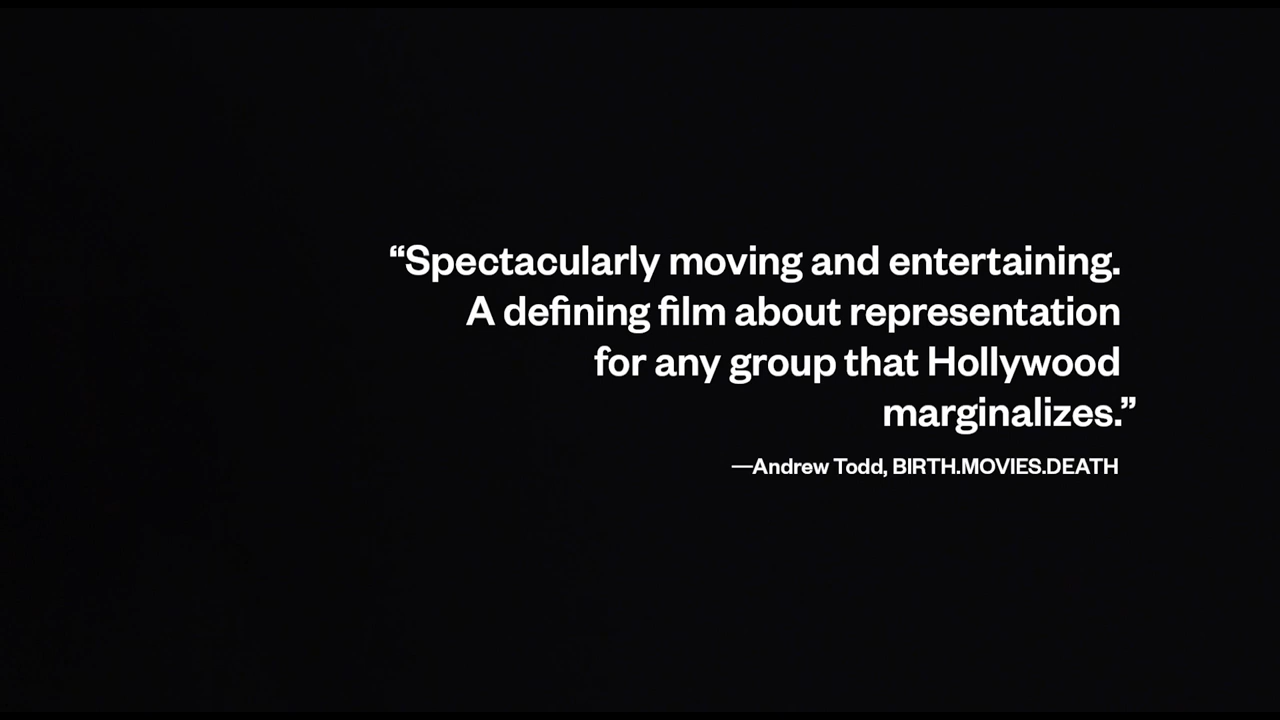 “Spectacularly moving and entertaining.
A defining film about representation
for any group that Hollywood
marginalizes.”
—Andrew Todd, BIRTH.MOVIES.DEATH